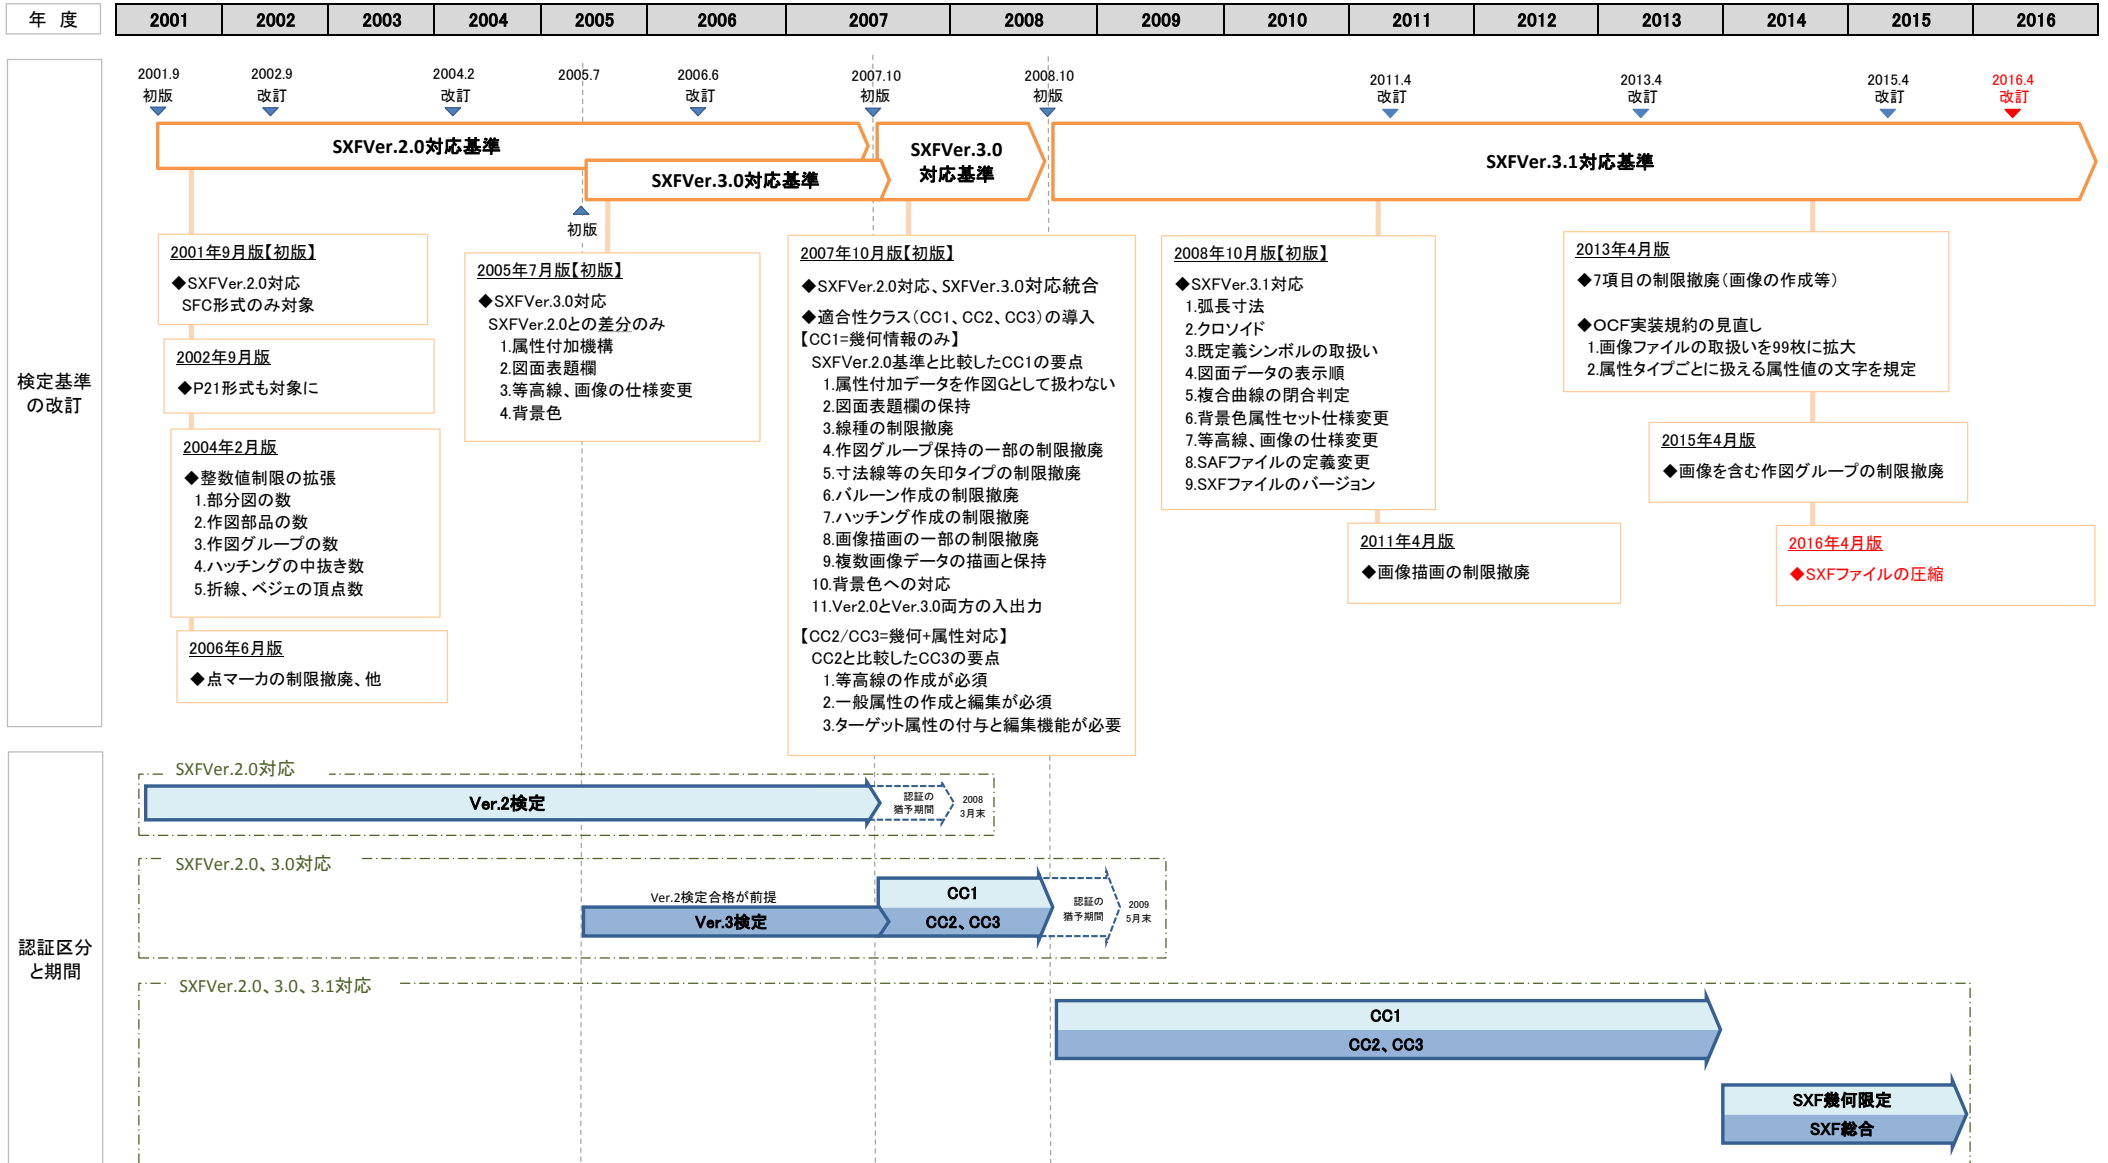 年 度
2001 2002 2003 2004 2005 2006 2007 2008 2009 2010 2011 2012 2013 2014 2015 2016
検定基準
の改訂
2001.9
初版
2002.9
改訂
2004.2
改訂
2005.7
2006.6
改訂
2007.10
初版
2008.10
初版
2011.4
改訂
2013.4
改訂
2015.4
改訂
2016.4
改訂
SXFVer.2.0対応基準
SXFVer.3.0対応基準
SXFVer.3.0
対応基準
SXFVer.3.1対応基準
初版
2001年9月版【初版】
◆SXFVer.2.0対応
SFC形式のみ対象
2002年9月版
◆P21形式も対象に
2004年2月版
◆整数値制限の拡張
1.部分図の数
2.作図部品の数
3.作図グループの数
4.ハッチングの中抜き数
5.折線、ベジェの頂点数
2006年6月版
◆点マーカの制限撤廃、他
2005年7月版【初版】
◆SXFVer.3.0対応
SXFVer.2.0との差分のみ
1.属性付加機構
2.図面表題欄
3.等高線、画像の仕様変更
4.背景色
2007年10月版【初版】
◆SXFVer.2.0対応、SXFVer.3.0対応統合
◆適合性クラス(CC1、CC2、CC3)の導入
【CC1=幾何情報のみ】
SXFVer.2.0基準と比較したCC1の要点
1.属性付加データを作図Gとして扱わない
2.図面表題欄の保持
3.線種の制限撤廃
4.作図グループ保持の一部の制限撤廃
5.寸法線等の矢印タイプの制限撤廃
6.バルーン作成の制限撤廃
7.ハッチング作成の制限撤廃
8.画像描画の一部の制限撤廃
9.複数画像データの描画と保持
10.背景色への対応
11.Ver2.0とVer.3.0両方の入出力
【CC2/CC3=幾何+属性対応】
CC2と比較したCC3の要点
1.等高線の作成が必須
2.一般属性の作成と編集が必須
3.ターゲット属性の付与と編集機能が必要
2008年10月版【初版】
◆SXFVer.3.1対応
1.弧長寸法
2.クロソイド
3.既定義シンボルの取扱い
4.図面データの表示順
5.複合曲線の閉合判定
6.背景色属性セット仕様変更
7.等高線、画像の仕様変更
8.SAFファイルの定義変更
9.SXFファイルのバージョン
2011年4月版
◆画像描画の制限撤廃
2013年4月版
◆7項目の制限撤廃(画像の作成等)
◆OCF実装規約の見直し
1.画像ファイルの取扱いを99枚に拡大
2.属性タイプごとに扱える属性値の文字を規定
2015年4月版
◆画像を含む作図グループの制限撤廃
2016年4月版
◆SXFファイルの圧縮
認証区分
と期間
SXFVer.2.0対応
Ver.2検定
認証の
猶予期間
2008
3月末
SXFVer.2.0、3.0対応
Ver.2検定合格が前提
Ver.3検定
CC1
CC2、CC3
認証の
猶予期間
2009
5月末
SXFVer.2.0、3.0、3.1対応
CC1
CC2、CC3
SXF幾何限定
SXF総合